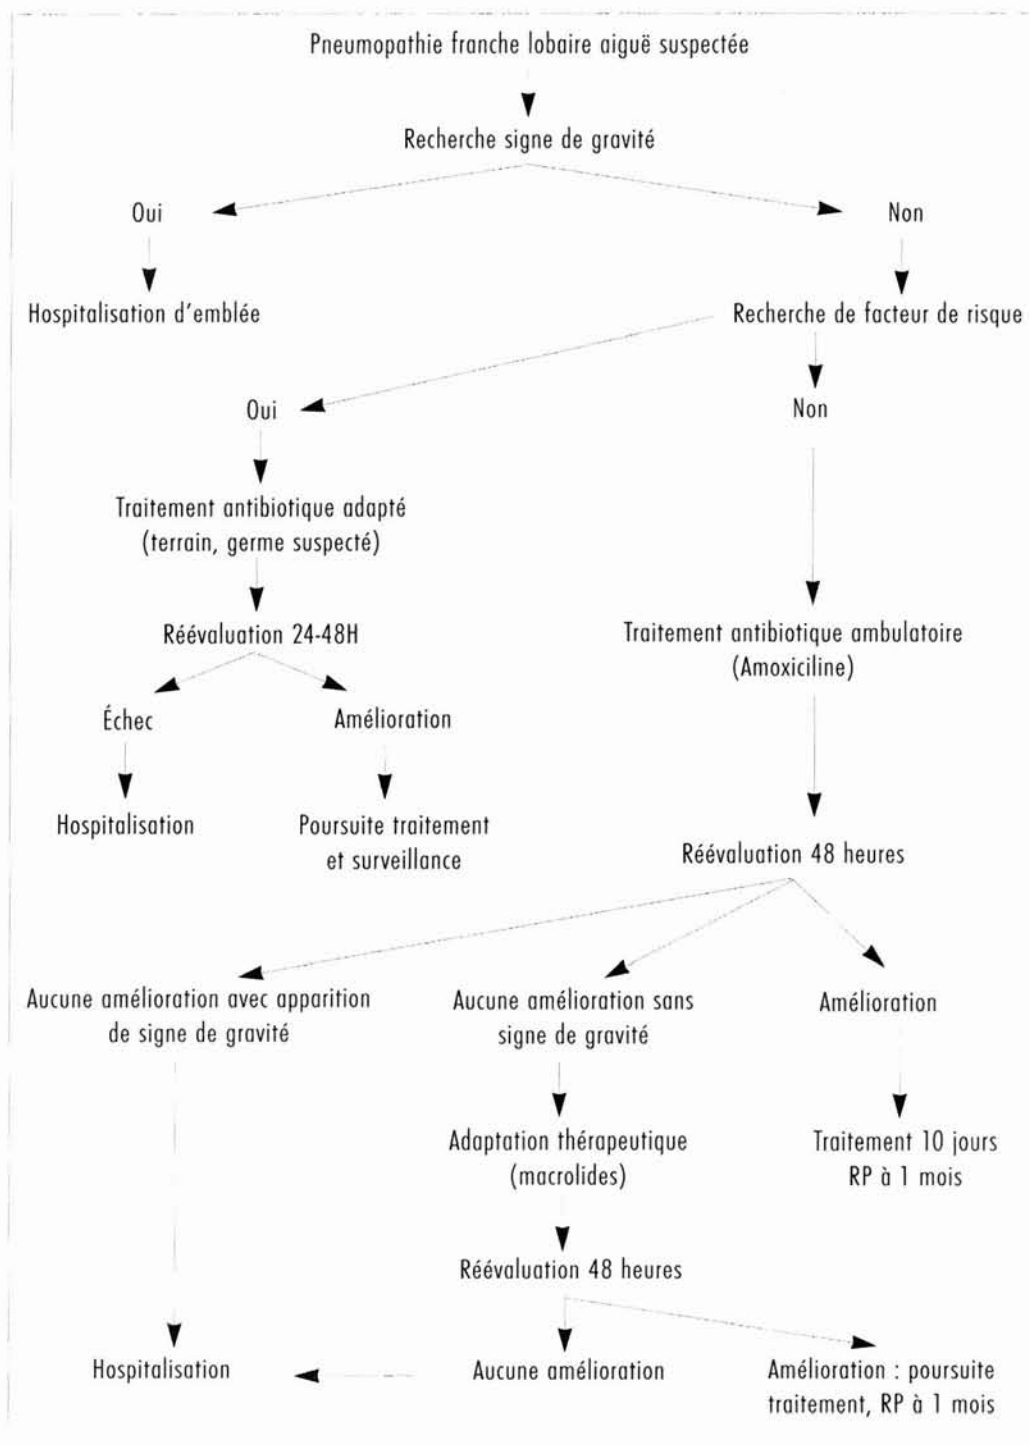 Pneumopathie franche lobaire aiguë suspectée
Recherche signe de gravité
Oui
Non
Hospitalisation d'emblée
Recherche de facteur de risque
Oui
Non
Traitement antibiotique adapté
(terrain, germe suspecté)
Réévaluation 24-48H
Traitement antibiotique ambulatoire
(Amoxiciline)
Échec
Amélioration
Hospitalisation
Poursuite traitement
et surveillance
Réévaluation 48 heures
Aucune amélioration avec apparition
de signe de gravité
Aucune amélioration sans
signe de gravité
Amélioration
Adaptation thérapeutique
(macrolides)
Traitement 10 jours
RP à 1 mois
Réévaluation 48 heures
Hospitalisation
Aucune amélioration
Amélioration : poursuite
traitement, RP à 1 mois